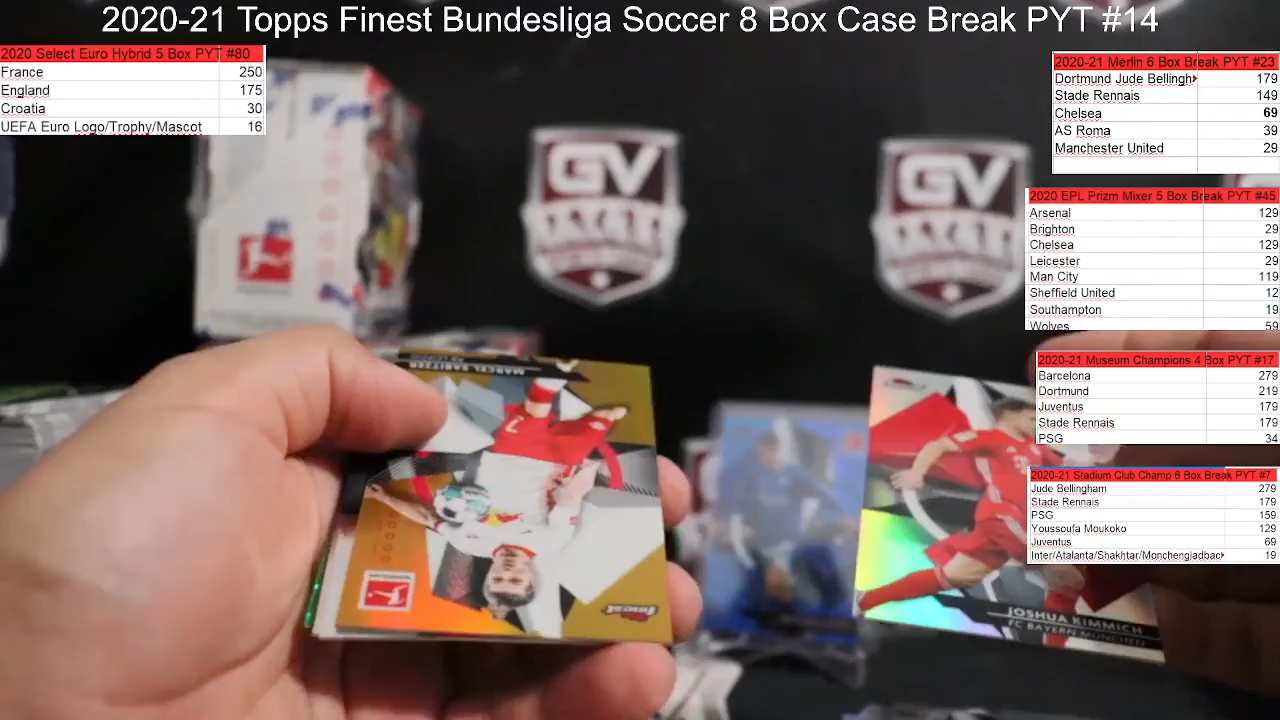 2020-21 Topps Finest Bundesliga Soccer 8 Box Case Break PYT #14
2020 Select Euro Hybrid 5 Box PYT #80
France 250
England 175
Croatia 30
UEFA Euro Logo/Trophy/Mascot 16
2020-21 Merlin 6 Box Break PYT #23
Dortmund Jude Bellingh 179
Stade Rennais 149
Chelsea 69
AS Roma 39
Manchester United 29
2020 EPL Prizm Mixer 5 Box Break PYT #45
Arsenal 129
Brighton 29
Chelsea 129
Leicester 29
Man City 119
Sheffield United 12
Southampton 19
Wolves 59
2020-21 Museum Champions 4 Box PYT #17
Barcelona 279
Dortmund 219
Juventus 179
Stade Rennais 179
PSG 34
2020-21 Stadium Club Champ 6 Box Break PYT #7
Jude Bellingham 279
Stade Rennais 179
PSG 159
Youssoufa Moukoko 129
Juventus 69
Inter/Atalanta/Shakhtar/Monchengladbac 19
GV
GV
MARCEL SABITZER
finest
JOSHUA KIMMICH
FC BAYERN MÜNCHEN